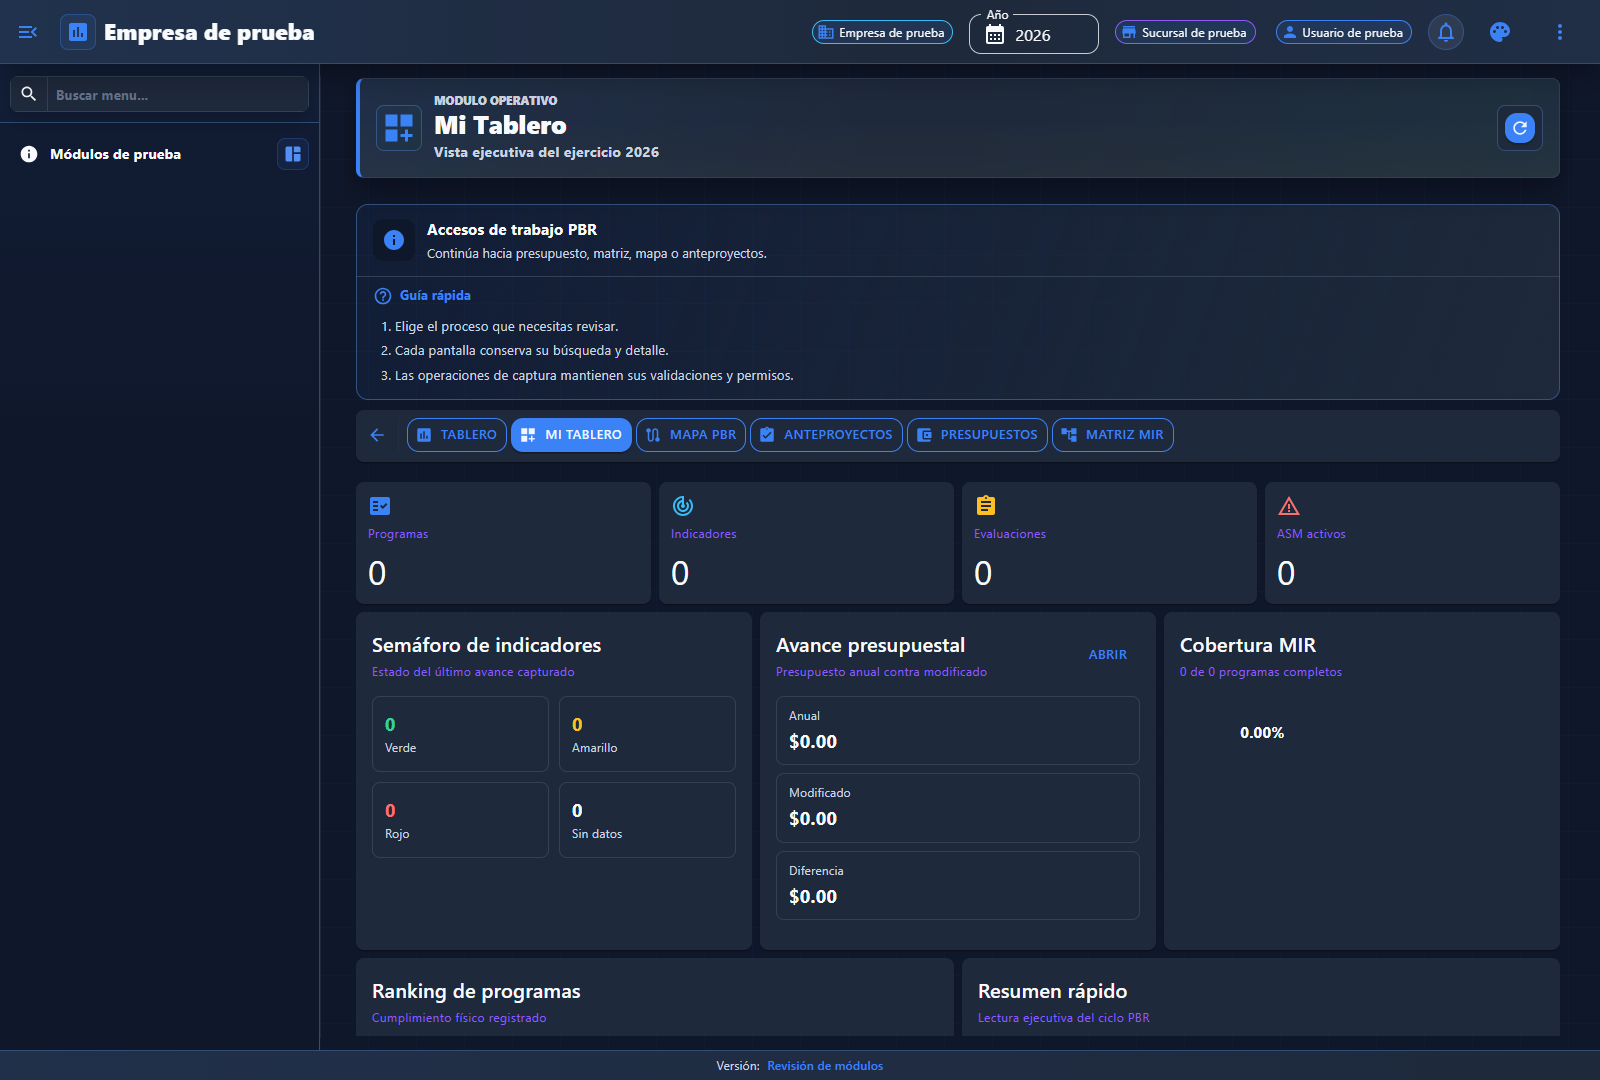 Empresa de prueba
Empresa de prueba
Año
2026
Sucursal de prueba
Usuario de prueba
Buscar menu...
Módulos de prueba
MODULO OPERATIVO
Mi Tablero
Vista ejecutiva del ejercicio 2026
Accesos de trabajo PBR
Continúa hacia presupuesto, matriz, mapa o anteproyectos.
Guía rápida
1. Elige el proceso que necesitas revisar.
2. Cada pantalla conserva su búsqueda y detalle.
3. Las operaciones de captura mantienen sus validaciones y permisos.
TABLERO
MI TABLERO
MAPA PBR
ANTEPROYECTOS
PRESUPUESTOS
MATRIZ MIR
Programas
0
Indicadores
0
Evaluaciones
0
ASM activos
0
Semáforo de indicadores
Estado del último avance capturado
0
Verde
0
Amarillo
0
Rojo
0
Sin datos
Avance presupuestal
Presupuesto anual contra modificado
ABRIR
Anual
$0.00
Modificado
$0.00
Diferencia
$0.00
Cobertura MIR
0 de 0 programas completos
0.00%
Ranking de programas
Cumplimiento físico registrado
Resumen rápido
Lectura ejecutiva del ciclo PBR
Versión: Revisión de módulos